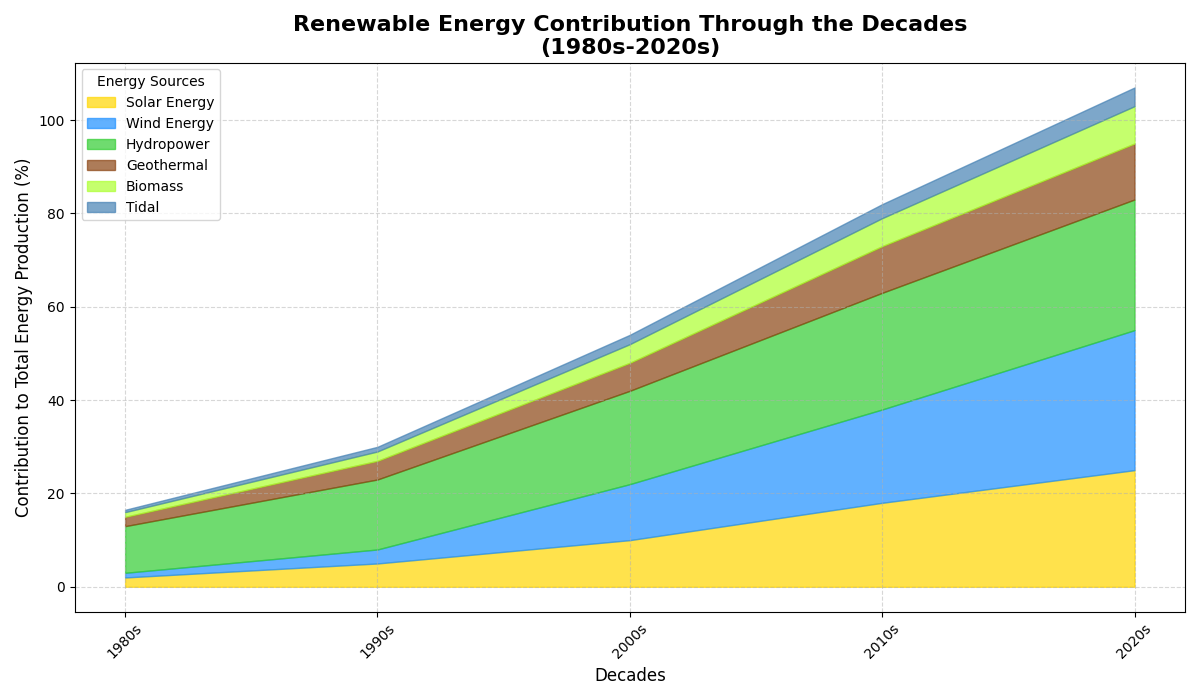 Renewable Energy Contribution Through the Decades
(1980s-2020s)
Energy Sources
Solar Energy
Wind Energy
Hydropower
Geothermal
Biomass
Tidal
Contribution to Total Energy Production (%)
100
80
60
40
20
0
1980s
1990s
2000s
2010s
2020s
Decades